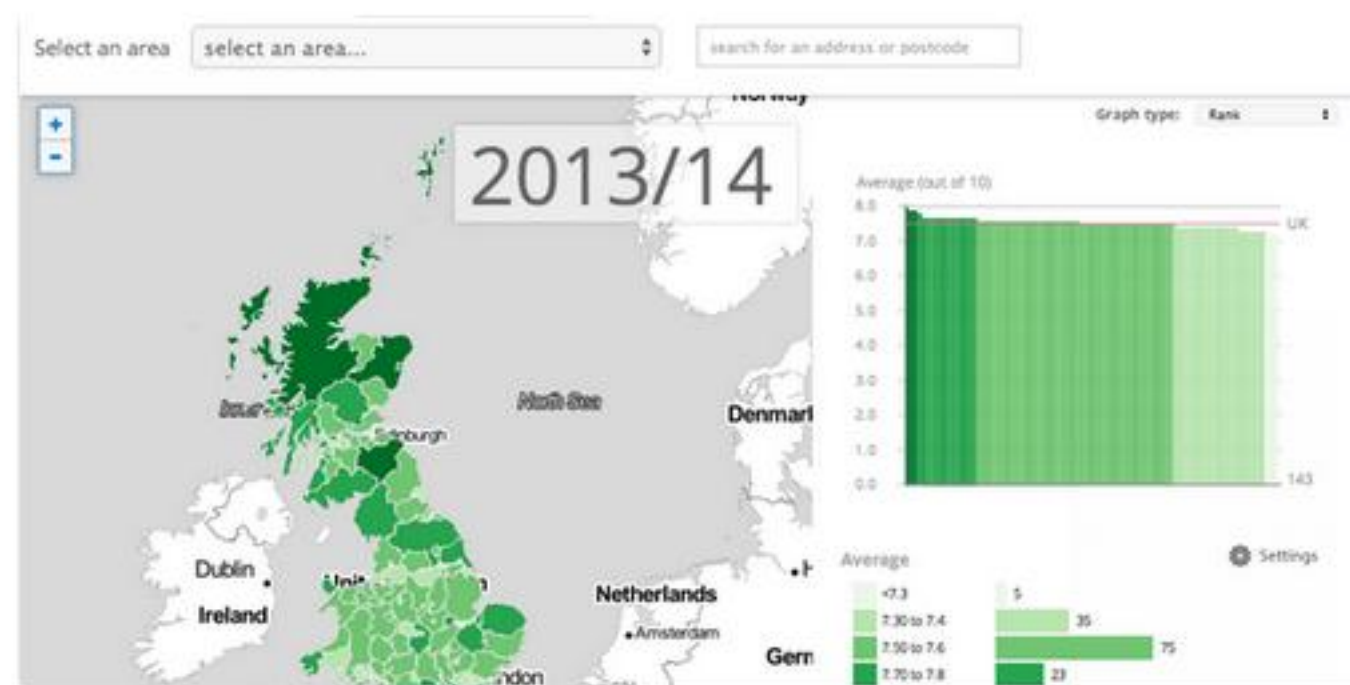 Select an area select an area... search for an address or postcode
+
-
Norway
2013/14
Graph type: Rank
Average (out of 10)
8.0
UK
7.0
6.0
5.0
4.0
3.0
2.0
1.0
0.0
143
North Sea
Denmark
Edinburgh
Dublin
Ireland
Netherlands
Amsterdam
Average
Settings
<7.3 5
7.30 to 7.4 35
7.50 to 7.6 75
7.70 to 7.8 23